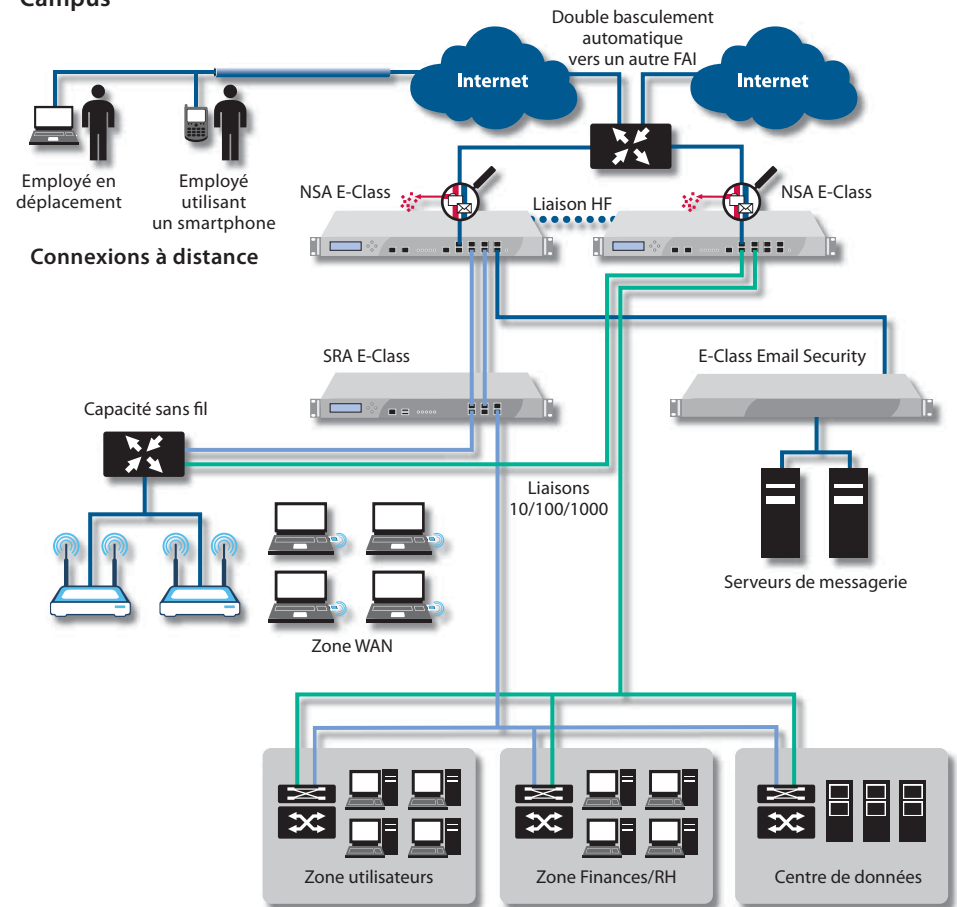 Campus
Double basculement
automatique
vers un autre FAI
Internet
Internet
Employé en
déplacement
Employé
utilisant
un smartphone
NSA E-Class
Liaison HF
NSA E-Class
Connexions à distance
SRA E-Class
E-Class Email Security
Capacité sans fil
Liaisons
10/100/1000
Serveurs de messagerie
Zone WAN
Zone utilisateurs
Zone Finances/RH
Centre de données